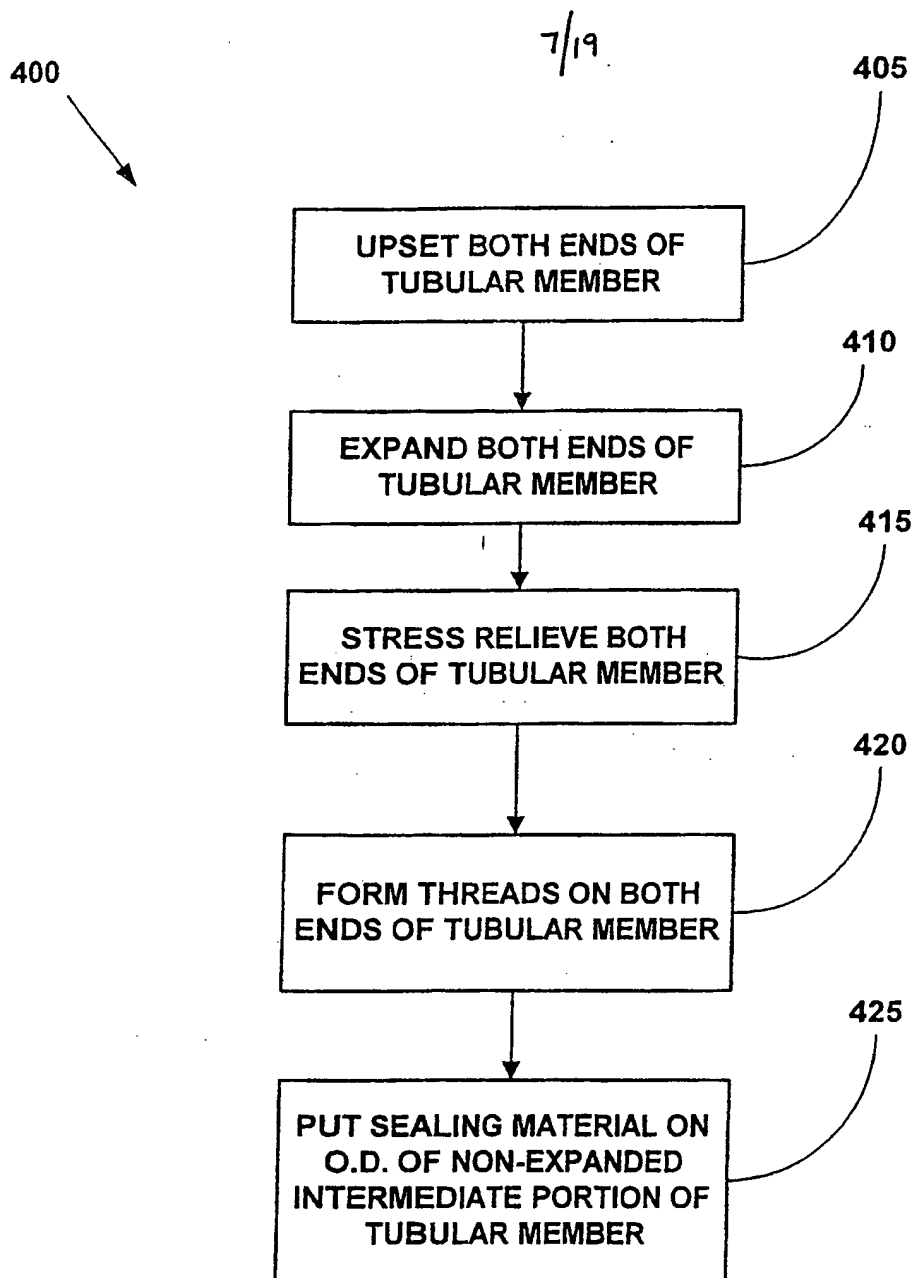 7/19
400
405
UPSET BOTH ENDS OF
TUBULAR MEMBER
410
EXPAND BOTH ENDS OF
TUBULAR MEMBER
415
STRESS RELIEVE BOTH
ENDS OF TUBULAR MEMBER
420
FORM THREADS ON BOTH
ENDS OF TUBULAR MEMBER
425
PUT SEALING MATERIAL ON
O.D. OF NON-EXPANDED
INTERMEDIATE PORTION OF
TUBULAR MEMBER